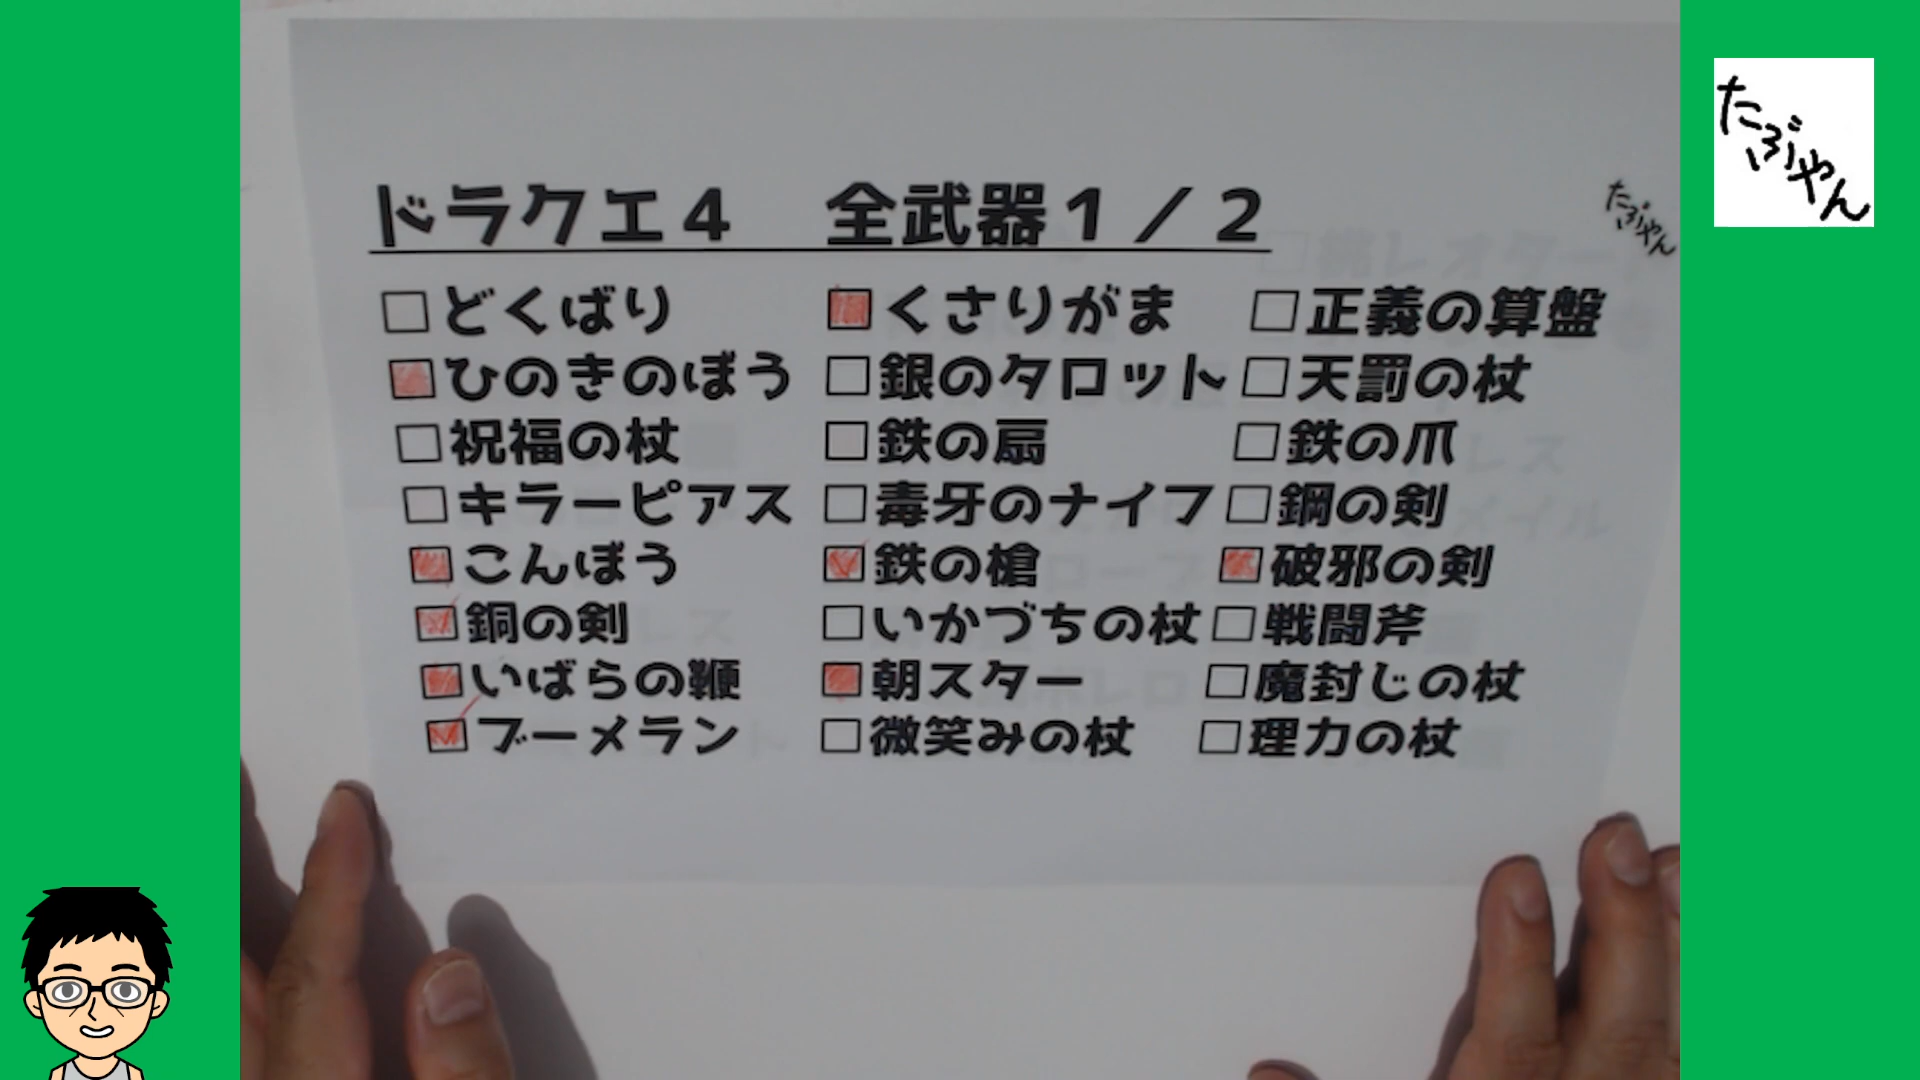 ドラクエ4 全武器1/2
たぶやん
たぶやん
□どくばり □くさりがま □正義の算盤
□ひのきのぼう □銀のタロット □天罰の杖
□祝福の杖 □鉄の扇 □鉄の爪
□キラーピアス □毒牙のナイフ □鋼の剣
□こんぼう □鉄の槍 □破邪の剣
□銅の剣 □いかづちの杖 □戦闘斧
□いばらの鞭 □朝スター □魔封じの杖
□ブーメラン □微笑みの杖 □理力の杖